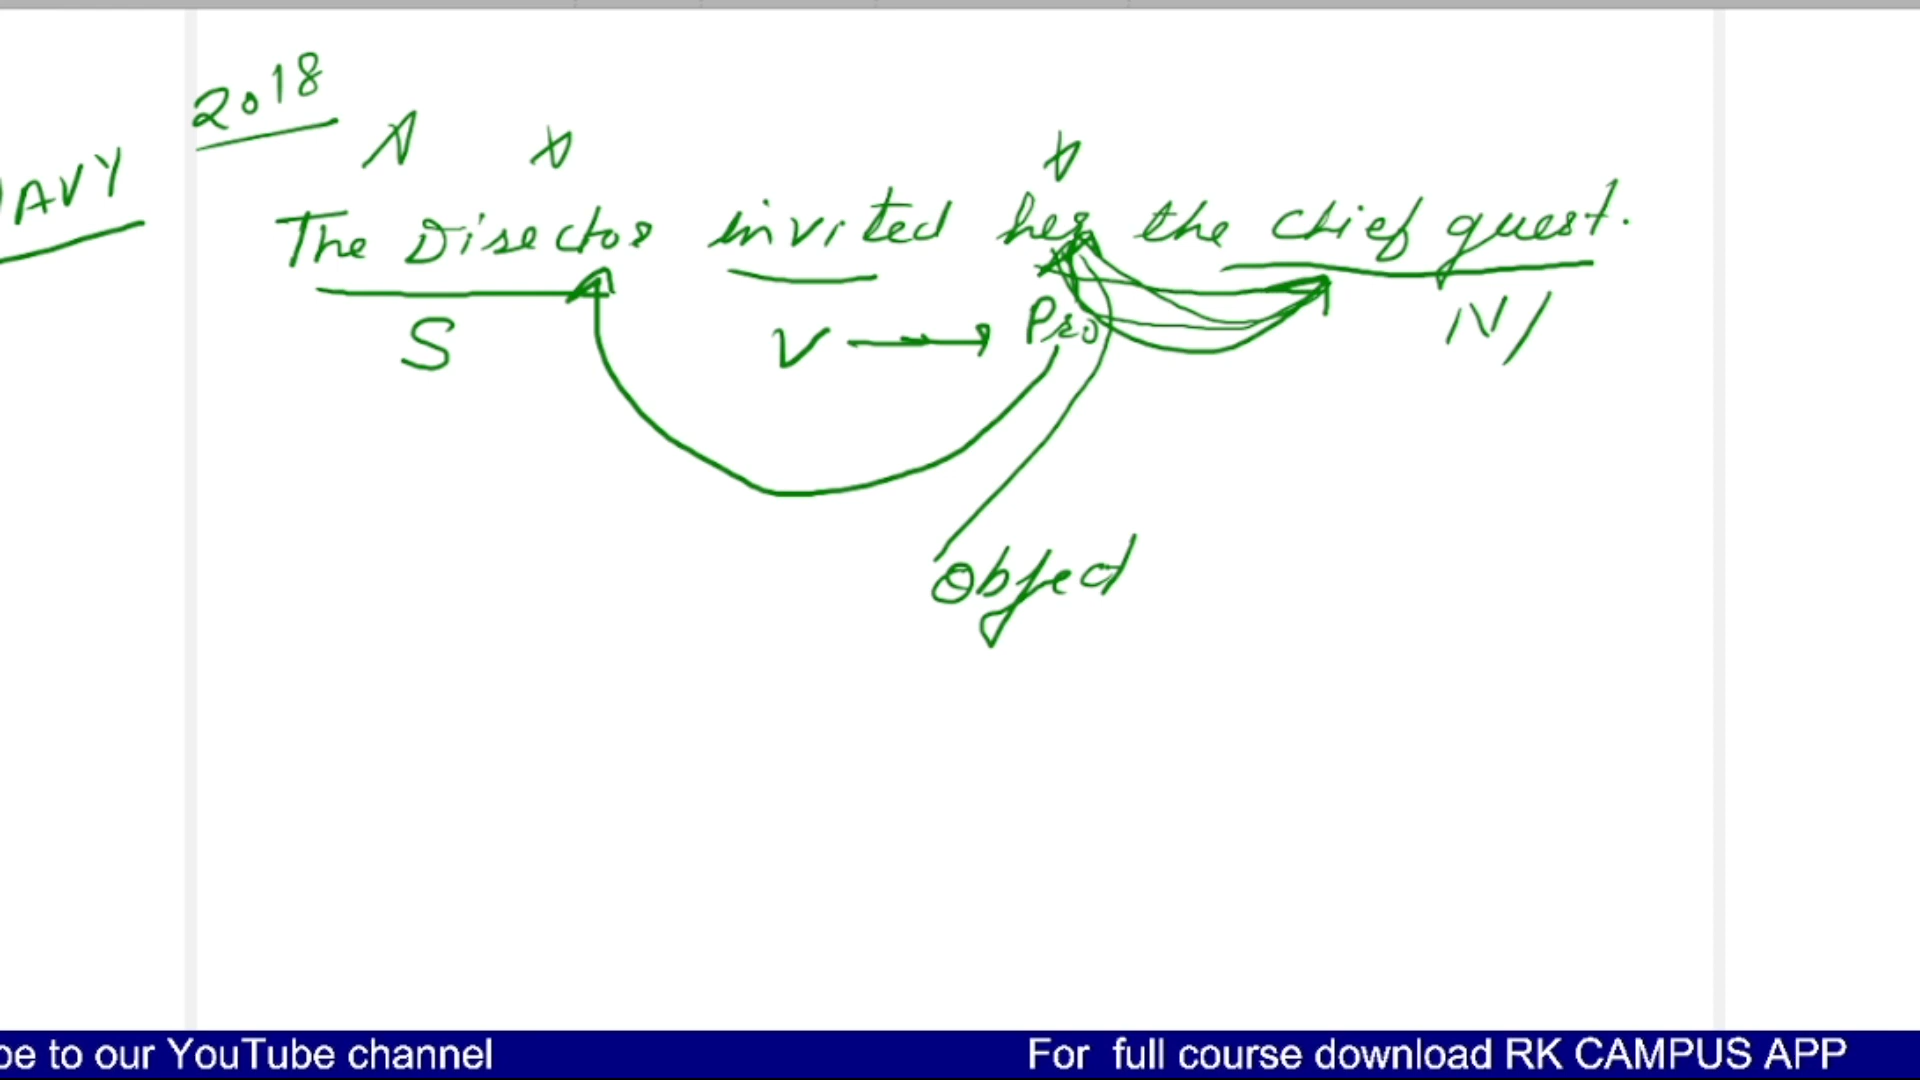 2018
AVY
The Director invited her the chief guest.
S V Pro N
Object
be to our YouTube channel For full course download RK CAMPUS APP